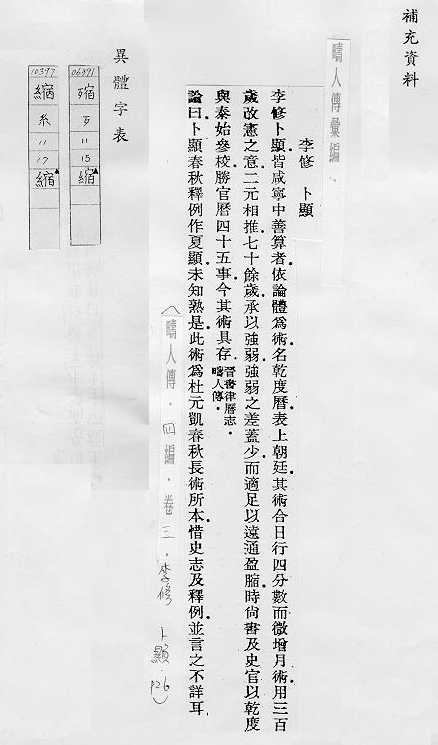 補充資料
疇人傳彙編．
李修　卜顯
李修卜顯皆咸寧中善算者依論體爲術名乾度曆表上朝廷其術合日行四分數而微增月術用三百
歲改憲之意二元相推七十餘歲承以強弱強弱之差蓋少而適足以遠通盈縮時尚書及史官以乾度
與秦始參校勝官曆四十五事今其術具存晉書律曆志．疇人傳．
論曰卜顯春秋釋例作夏顯未知熟是此術爲杜元凱春秋長術所本惜史志及釋例並言之不詳耳
（疇人傳．四編．卷三．李修　卜顯．P26）
異體字表
06891
歹
11
15
縮
10397
縮
糸
11
17
縮